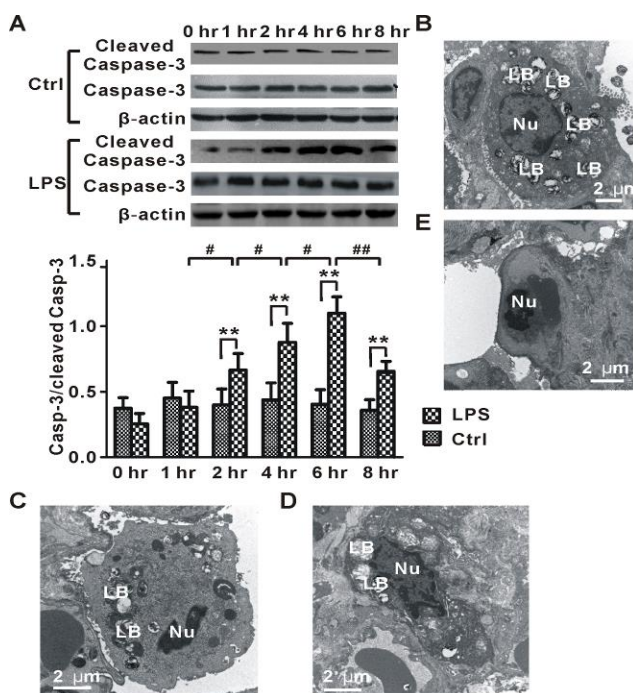 A
0 hr 1 hr 2 hr 4 hr 6 hr 8 hr
Ctrl
Cleaved
Caspase-3
Caspase-3
β-actin
LPS
Cleaved
Caspase-3
Caspase-3
β-actin
# # # ##
** ** ** **
Casp-3/cleaved Casp-3
1.5
1.0
0.5
0.0
0 hr 1 hr 2 hr 4 hr 6 hr 8 hr
LPS
Ctrl
B
LB LB
Nu LB
LB LB
2 μm
E
Nu
2 μm
C
LB
LB Nu
2 μm
D
LB
LB Nu
2 μm